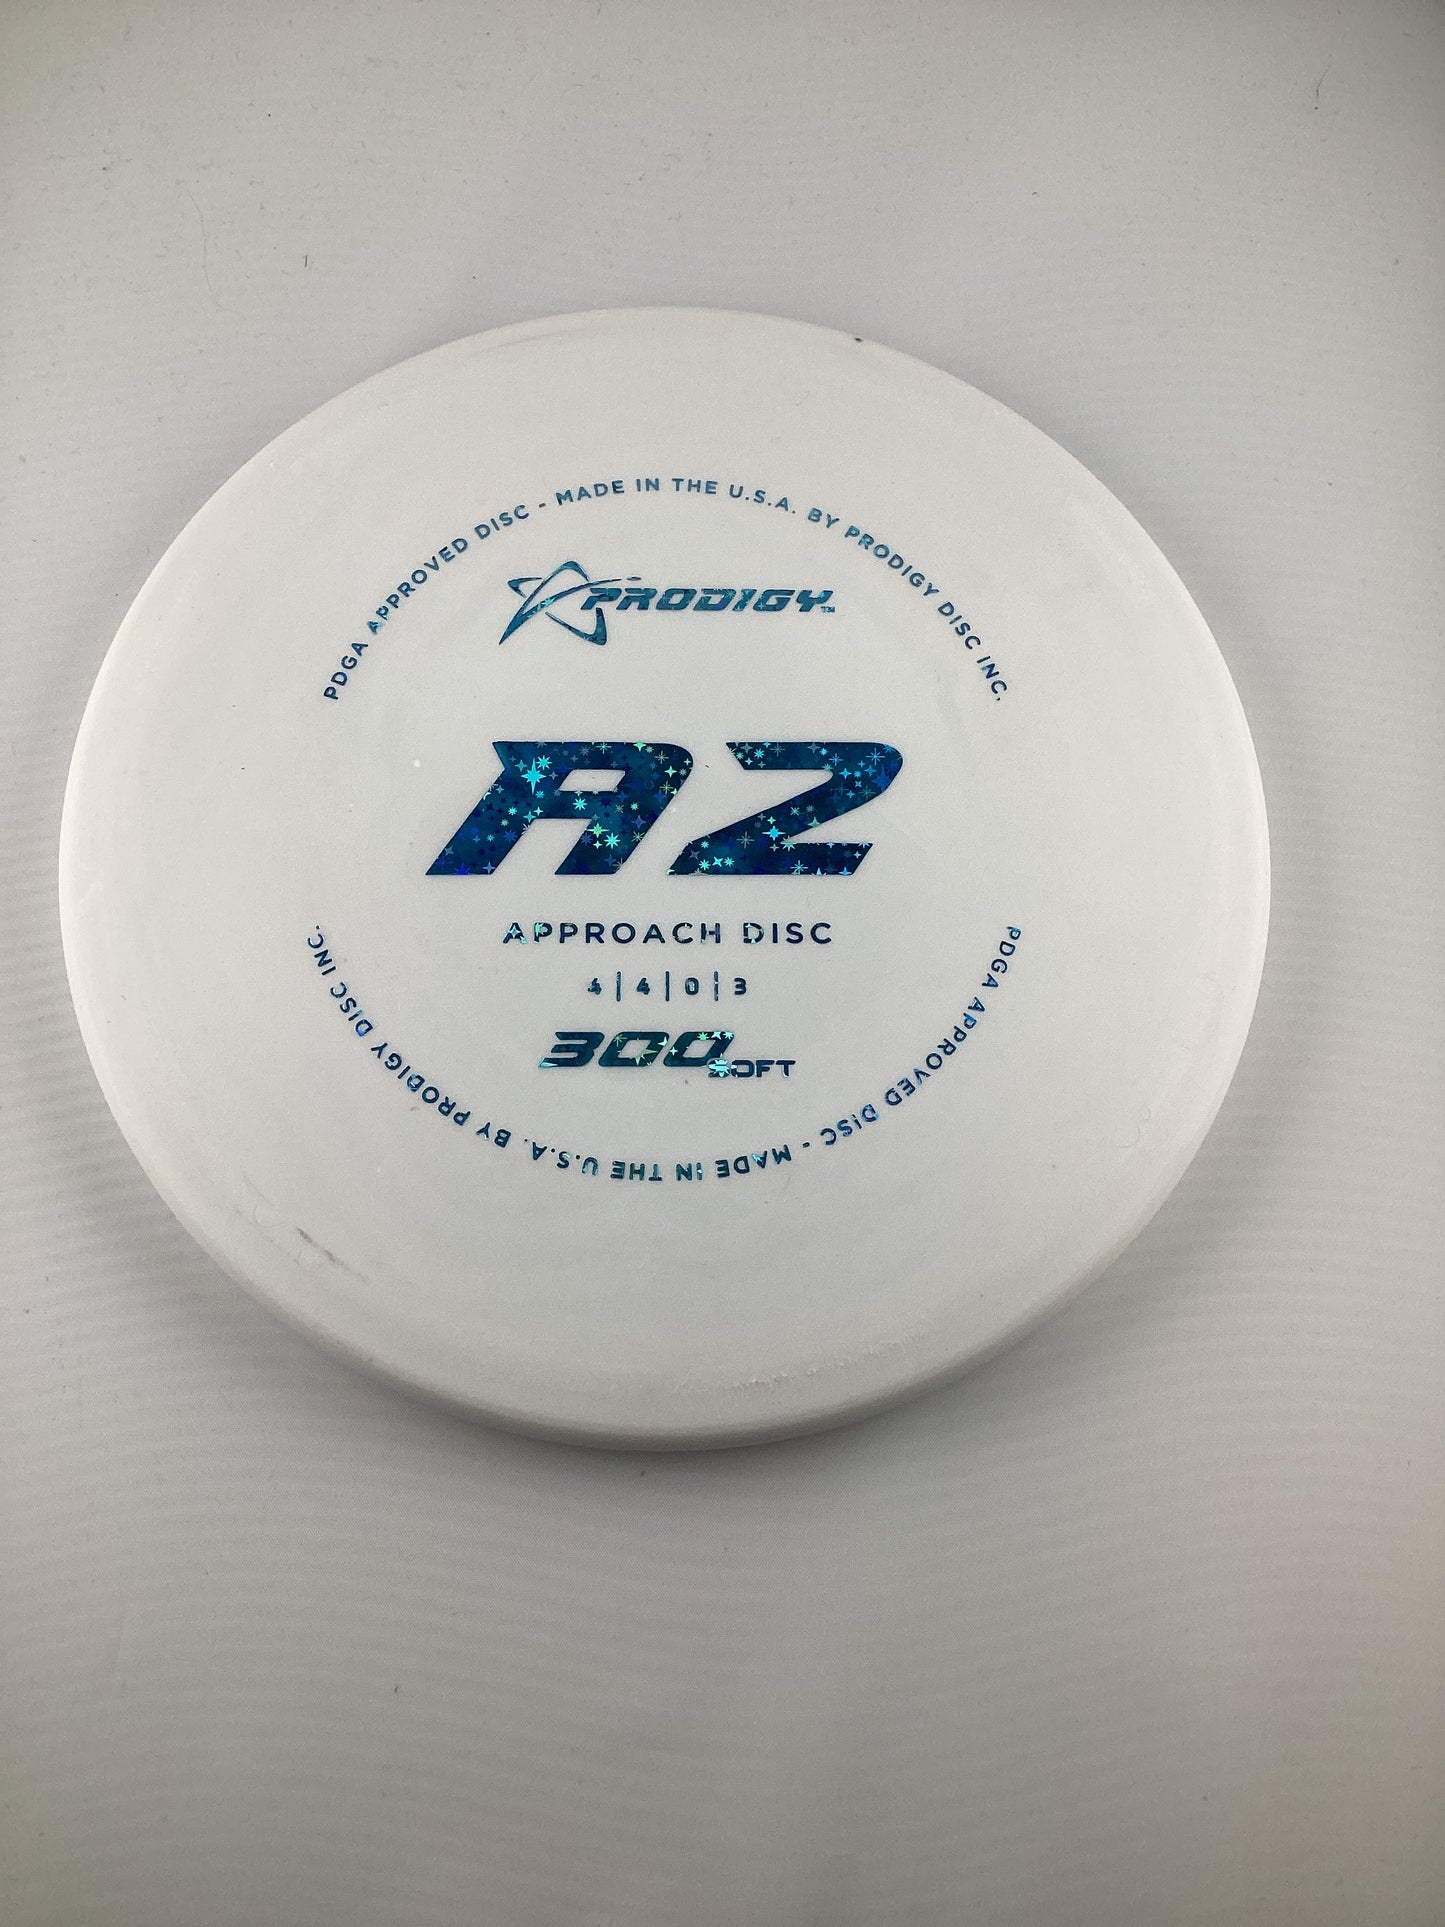 PDGA APPROVED DISC - MADE IN THE U.S.A. BY PRODIGY DISC INC.
PRODIGY™
A2
APPROACH DISC
4 | 4 | 0 | 3
300 SOFT
PDGA APPROVED DISC - MADE IN THE U.S.A. BY PRODIGY DISC INC.